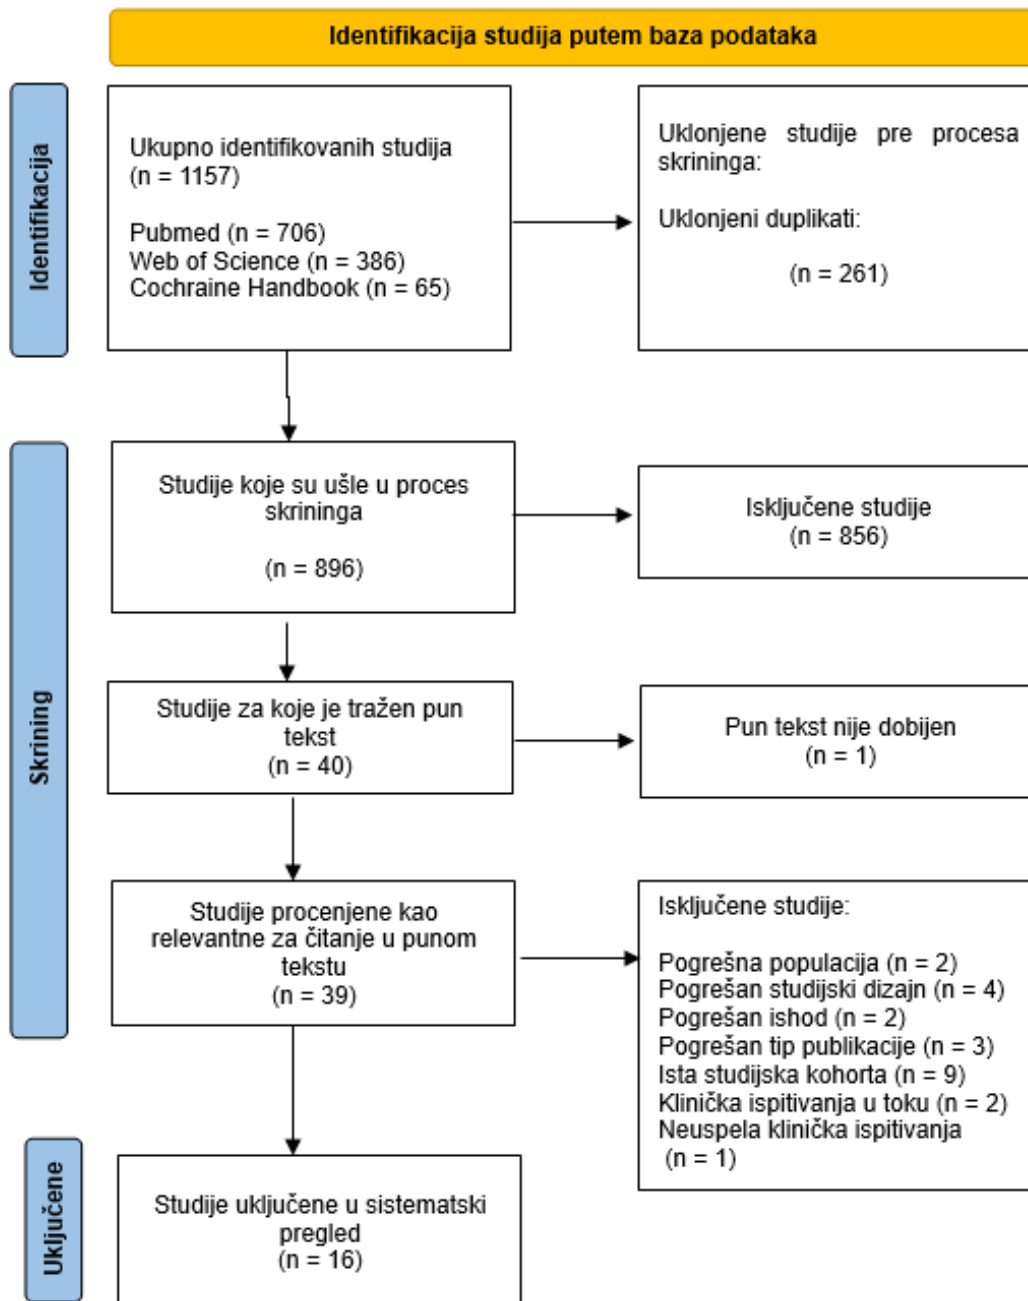 Identifikacija studija putem baza podataka
Identifikacija
Ukupno identifikovanih studija
(n = 1157)
Pubmed (n = 706)
Web of Science (n = 386)
Cochraine Handbook (n = 65)
Uklonjene studije pre procesa
skrininga:
Uklonjeni duplikati:
(n = 261)
Skrining
Studije koje su ušle u proces
skrininga
(n = 896)
Isključene studije
(n = 856)
Studije za koje je tražen pun
tekst
(n = 40)
Pun tekst nije dobijen
(n = 1)
Studije procenjene kao
relevantne za čitanje u punom
tekstu
(n = 39)
Isključene studije:
Pogrešna populacija (n = 2)
Pogrešan studijski dizajn (n = 4)
Pogrešan ishod (n = 2)
Pogrešan tip publikacije (n = 3)
Ista studijska kohorta (n = 9)
Klinička ispitivanja u toku (n = 2)
Neuspela klinička ispitivanja
(n = 1)
Uključene
Studije uključene u sistematski
pregled
(n = 16)